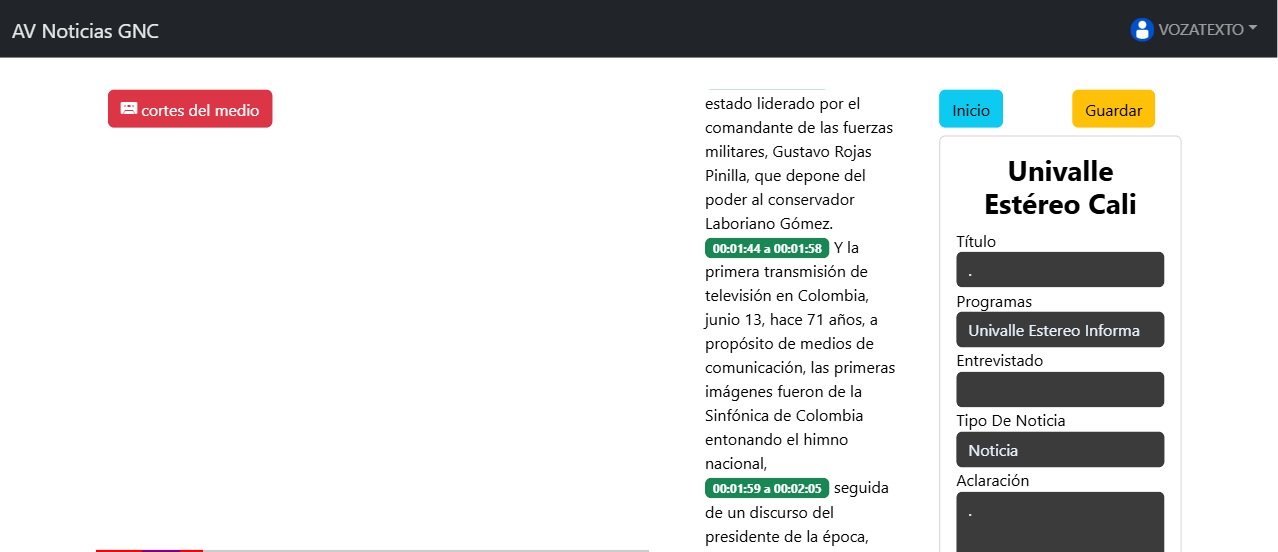 AV Noticias GNC
VOZATEXTO
cortes del medio
estado liderado por el
comandante de las fuerzas
militares, Gustavo Rojas
Pinilla, que depone del
poder al conservador
Laboriano Gómez.
00:01:44 a 00:01:58 Y la
primera transmisión de
televisión en Colombia,
junio 13, hace 71 años, a
propósito de medios de
comunicación, las primeras
imágenes fueron de la
Sinfónica de Colombia
entonando el himno
nacional,
00:01:59 a 00:02:05 seguida
de un discurso del
presidente de la época,
Inicio
Guardar
Univalle
Estéreo Cali
Título
.
Programas
Univalle Estereo Informa
Entrevistado
Tipo De Noticia
Noticia
Aclaración
.